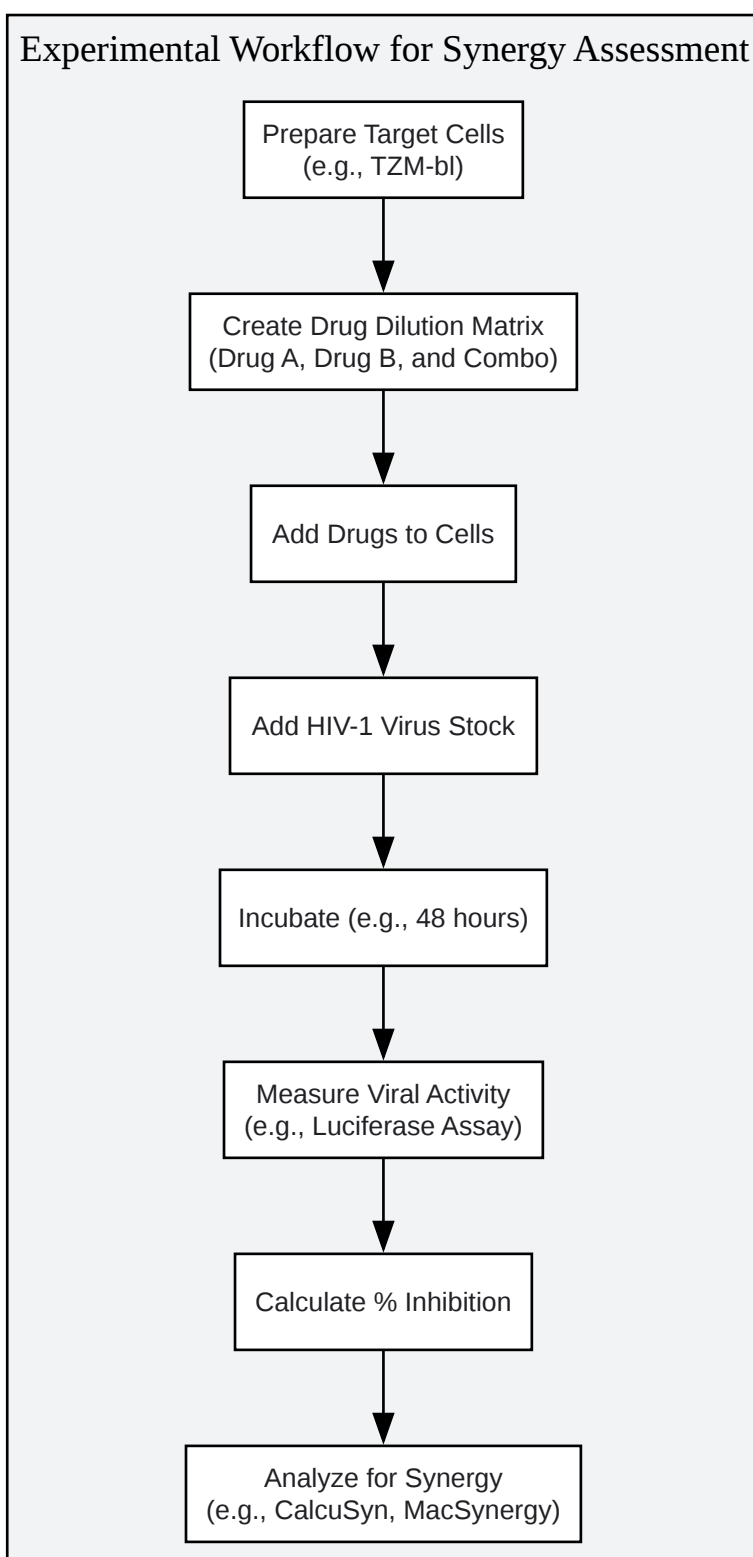 Experimental Workflow for Synergy Assessment
Prepare Target Cells
(e.g., TZM-bl)
Create Drug Dilution Matrix
(Drug A, Drug B, and Combo)
Add Drugs to Cells
Add HIV-1 Virus Stock
Incubate (e.g., 48 hours)
Measure Viral Activity
(e.g., Luciferase Assay)
Calculate % Inhibition
Analyze for Synergy
(e.g., CalcuSyn, MacSynergy)